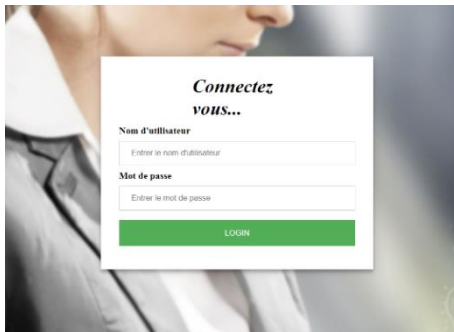 Connectez
vous...
Nom d'utilisateur
Entrer le nom d'utilisateur
Mot de passe
Entrer le mot de passe
LOGIN